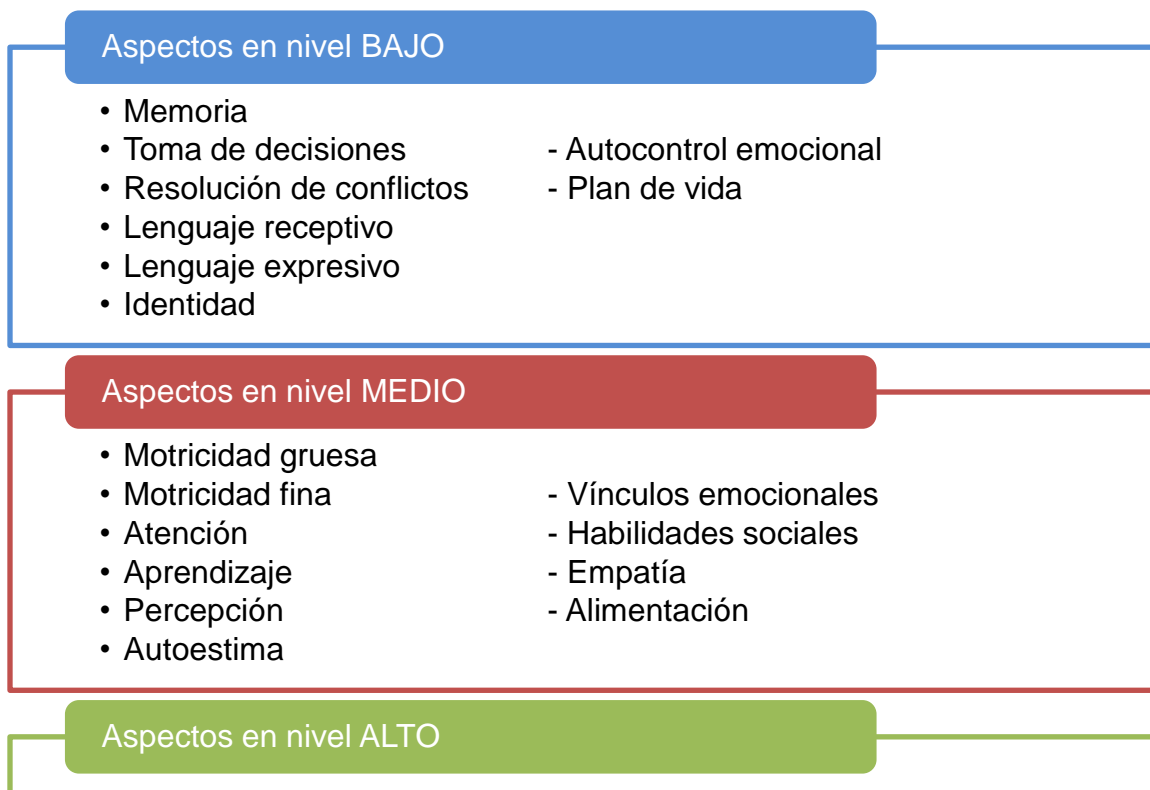 Aspectos en nivel BAJO
• Memoria
• Toma de decisiones - Autocontrol emocional
• Resolución de conflictos - Plan de vida
• Lenguaje receptivo
• Lenguaje expresivo
• Identidad
Aspectos en nivel MEDIO
• Motricidad gruesa
• Motricidad fina - Vínculos emocionales
• Atención - Habilidades sociales
• Aprendizaje - Empatía
• Percepción - Alimentación
• Autoestima
Aspectos en nivel ALTO